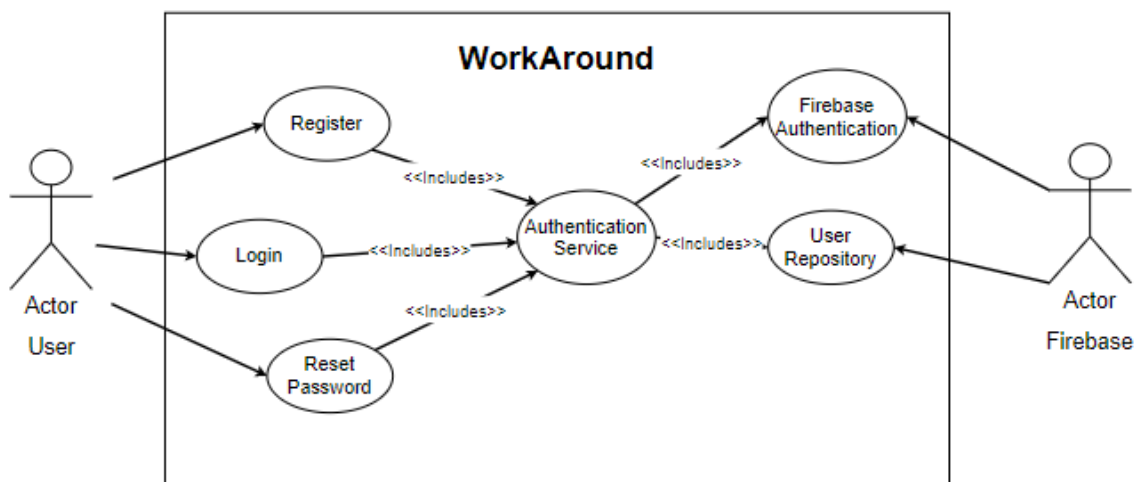 WorkAround
Register
Firebase
Authentication
<<Includes>>
<<Includes>>
Login
<<Includes>>
Authentication
Service
<<Includes>>
User
Repository
<<Includes>>
Reset
Password
Actor
User
Actor
Firebase